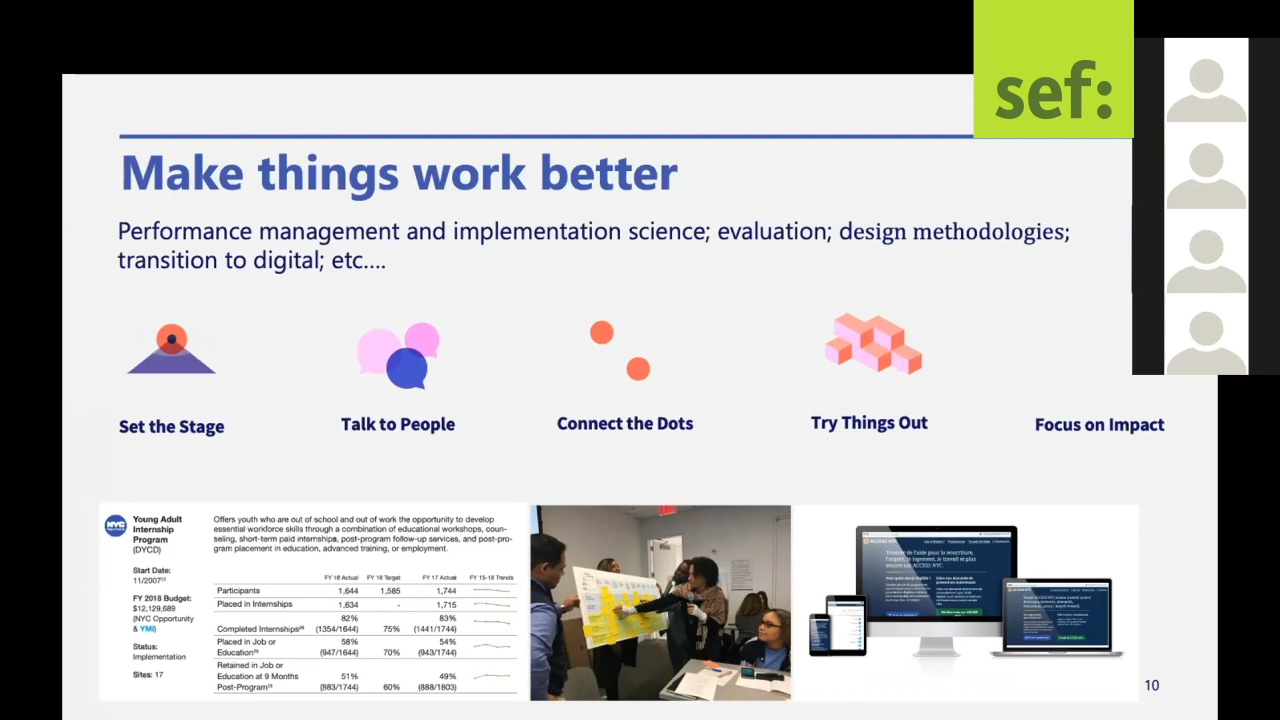 sef:
Make things work better
Performance management and implementation science; evaluation; design methodologies;
transition to digital; etc....
Set the Stage
Talk to People
Connect the Dots
Try Things Out
Focus on Impact
NYC
Young Adult
Internship
Program
(DYCD)
Start Date:
11/2007
FY 2018 Budget:
$12,129,689
(NYC Opportunity
& YMI)
Status:
Implementation
Sites: 17
Offers youth who are out of school and out of work the opportunity to develop
essential workforce skills through a combination of educational workshops, coun-
seling, short-term paid internships, post-program follow-up services, and post-pro-
gram placement in education, advanced training, or employment.
FY 18 Actual FY 18 Target FY 17 Actual FY 15-18 Trends
Participants 1,644 1,585 1,744
Placed in Internships 1,634 - 1,715
82% 83%
Completed Internships (1354/1644) 75% (1441/1744)
Placed in Job or 58% 54%
Education (947/1644) 70% (943/1744)
Retained in Job or
Education at 9 Months 51% 49%
Post-Program (883/1744) 60% (888/1803)
ACCESS NYC
10